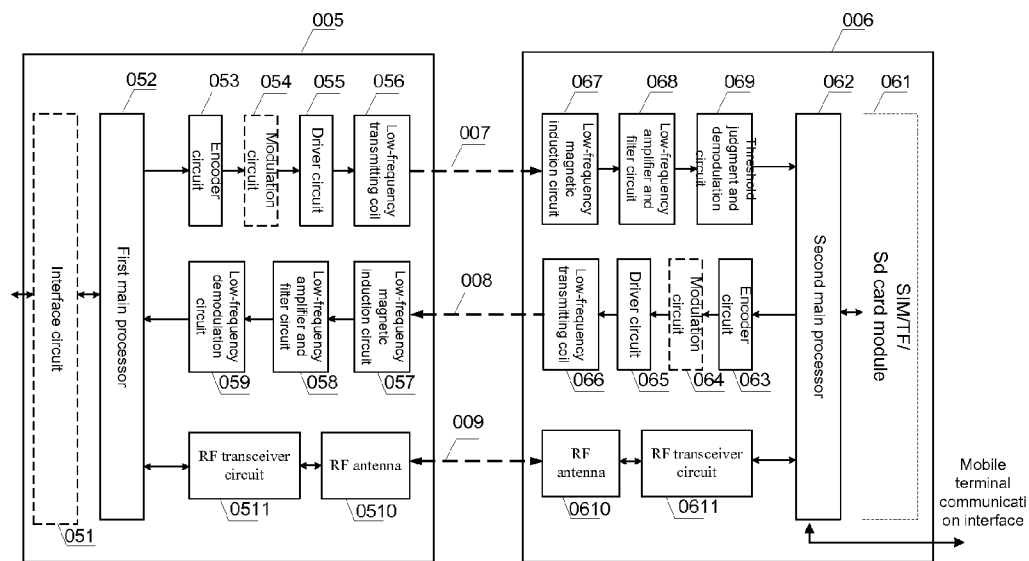 005
006
052
053
054
055
056
067
068
069
062
061
Encoder
circuit
Modulation
circuit
Driver circuit
Low-frequency
transmitting coil
007
Low-frequency
magnetic
induction circuit
Low-frequency
amplifier and
filter circuit
Threshold
judgment and
demodulation
circuit
Interface circuit
First main processor
Second main processor
SIM/TF/
Sd card module
Low-frequency
demodulation
circuit
Low-frequency
amplifier and
filter circuit
Low-frequency
magnetic
induction circuit
008
Low-frequency
transmitting coil
Driver circuit
Modulation
circuit
Encoder
circuit
059
058
057
066
065
064
063
RF transceiver
circuit
RF antenna
009
RF
antenna
RF transceiver
circuit
0511
0510
0610
0611
051
Mobile
terminal
communicati
on interface